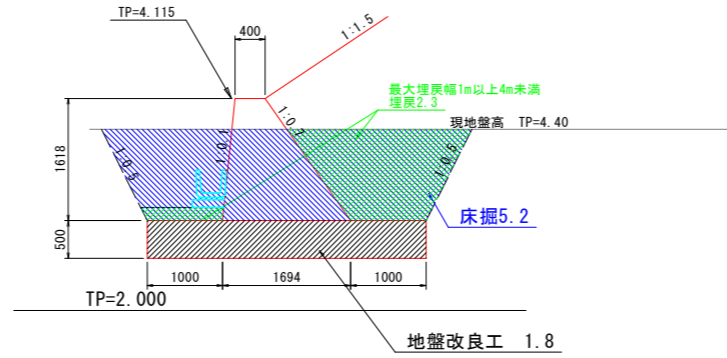 TP=4.115
400
1:1.5
最大埋戻幅1m以上4m未満
埋戻2.3
現地盤高 TP=4.40
1:0.5
1:0.1
1:0.7
1:0.5
1618
床掘5.2
500
1000
1694
1000
TP=2.000
地盤改良工 1.8